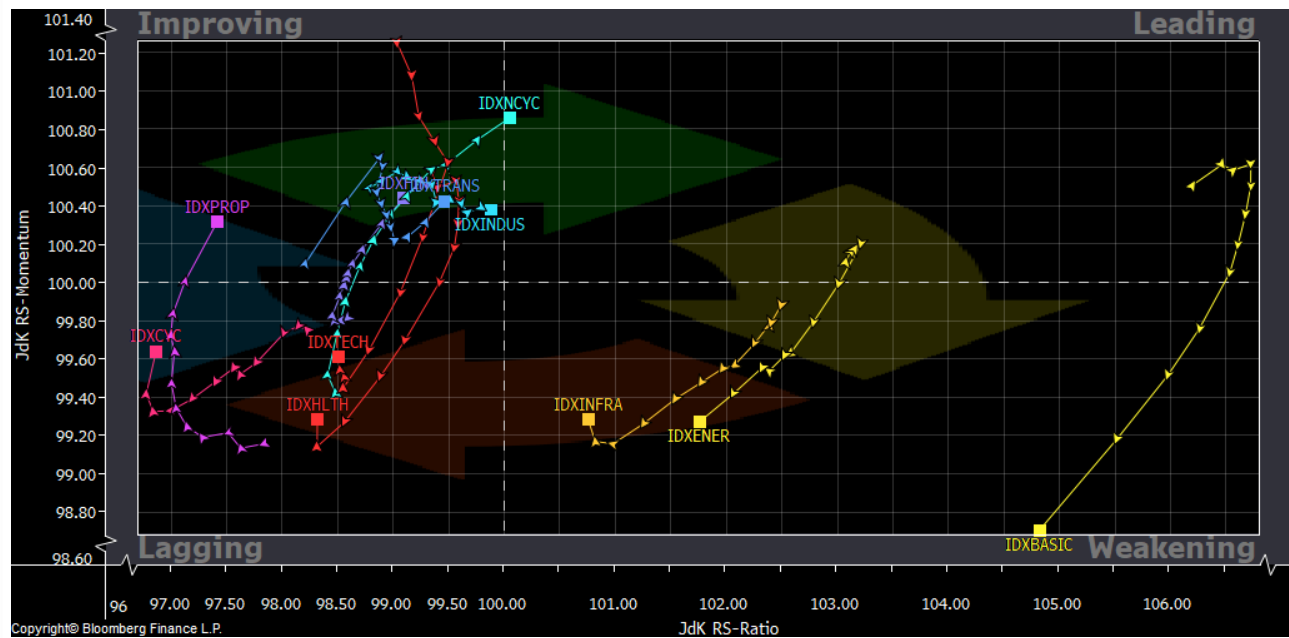 101.40
Improving
Leading
101.20
101.00
IDXNCYC
100.80
100.60
IDXTRANS
100.40
IDXPROP
IDXINDUS
100.20
100.00
JdK RS-Momentum
99.80
IDXCYC
IDXTECH
99.60
99.40
IDXHLTH
IDXINFRA
99.20
IDXENER
99.00
98.80
IDXBASIC
98.60
Lagging
Weakening
96
97.00
97.50
98.00
98.50
99.00
99.50
100.00
101.00
102.00
103.00
104.00
105.00
106.00
Copyright© Bloomberg Finance L.P.
JdK RS-Ratio